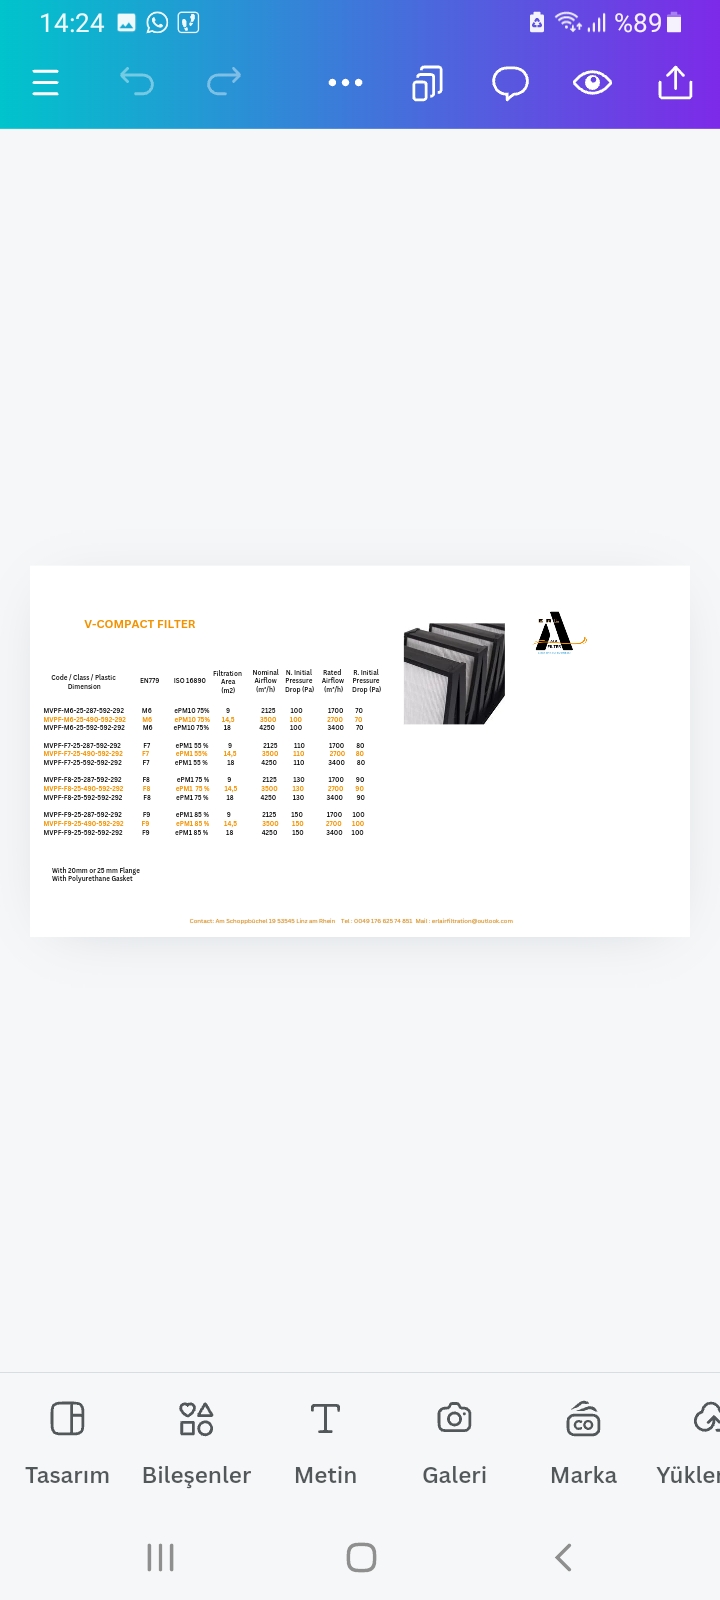 14:24
%89
V-COMPACT FILTER
Code / Class / Plastic Dimension EN779 ISO 16890 Filtration Area (m2) Nominal Airflow (m³/h) N. Initial Pressure Drop (Pa) Rated Airflow (m³/h) R. Initial Pressure Drop (Pa)
MVPF-M6-25-287-592-292 M6 ePM10 75% 9 2125 100 1700 70
MVPF-M6-25-490-592-292 M6 ePM10 75% 14,5 3500 100 2700 70
MVPF-M6-25-592-592-292 M6 ePM10 75% 18 4250 100 3400 70
MVPF-F7-25-287-592-292 F7 ePM1 55 % 9 2125 110 1700 80
MVPF-F7-25-490-592-292 F7 ePM1 55% 14,5 3500 110 2700 80
MVPF-F7-25-592-592-292 F7 ePM1 55 % 18 4250 110 3400 80
MVPF-F8-25-287-592-292 F8 ePM1 75 % 9 2125 130 1700 90
MVPF-F8-25-490-592-292 F8 ePM1 75 % 14,5 3500 130 2700 90
MVPF-F8-25-592-592-292 F8 ePM1 75 % 18 4250 130 3400 90
MVPF-F9-25-287-592-292 F9 ePM1 85 % 9 2125 150 1700 100
MVPF-F9-25-490-592-292 F9 ePM1 85 % 14,5 3500 150 2700 100
MVPF-F9-25-592-592-292 F9 ePM1 85 % 18 4250 150 3400 100
With 20mm or 25 mm Flange
With Polyurethane Gasket
Contact: Am Schoppbüchel 19 53545 Linz am Rhein Tel : 0049 176 625 74 851 Mail : erlairfiltration@outlook.com
Tasarım Bileşenler Metin Galeri Marka Yükler